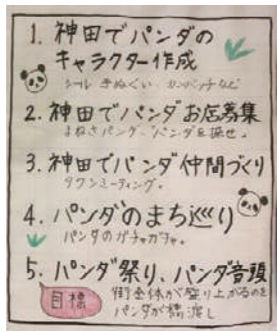 1. 神田でパンダの
キャラクター作成
シール 手ぬぐい カンバッチなど
2. 神田でパンダお店募集
まねきパンダ、パンダを探せ。
3. 神田でパンダ仲間づくり
タウンミーティング。
4. パンダのまち巡り
パンダのガチャガチャ。
5. パンダ祭り、パンダ音頭
目標 街全体が盛り上がるのを
パンダが橋渡し